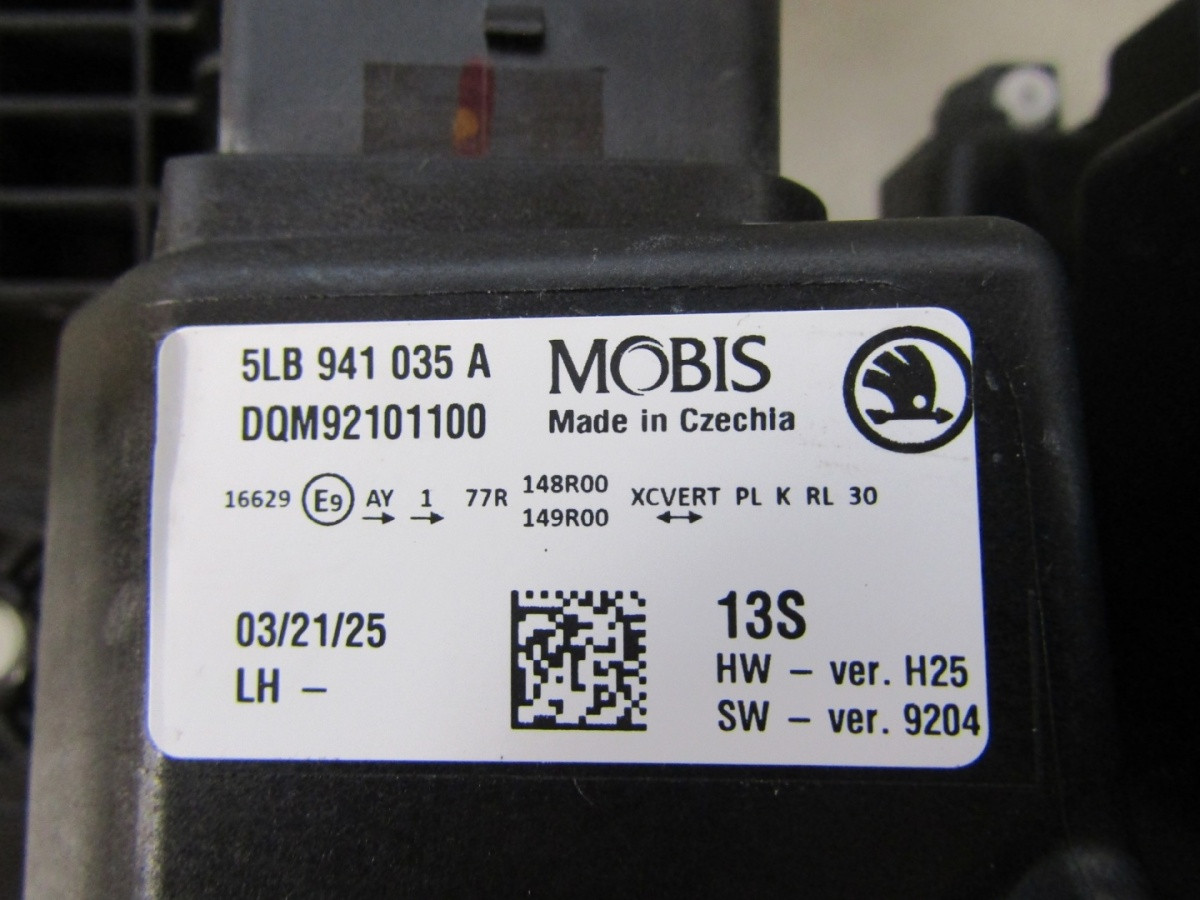 5LB 941 035 A
MOBIS
DQM92101100
Made in Czechia
16629 E9 AY 1 77R 148R00 XCVERT PL K RL 30
149R00
03/21/25
13S
LH –
HW – ver. H25
SW – ver. 9204